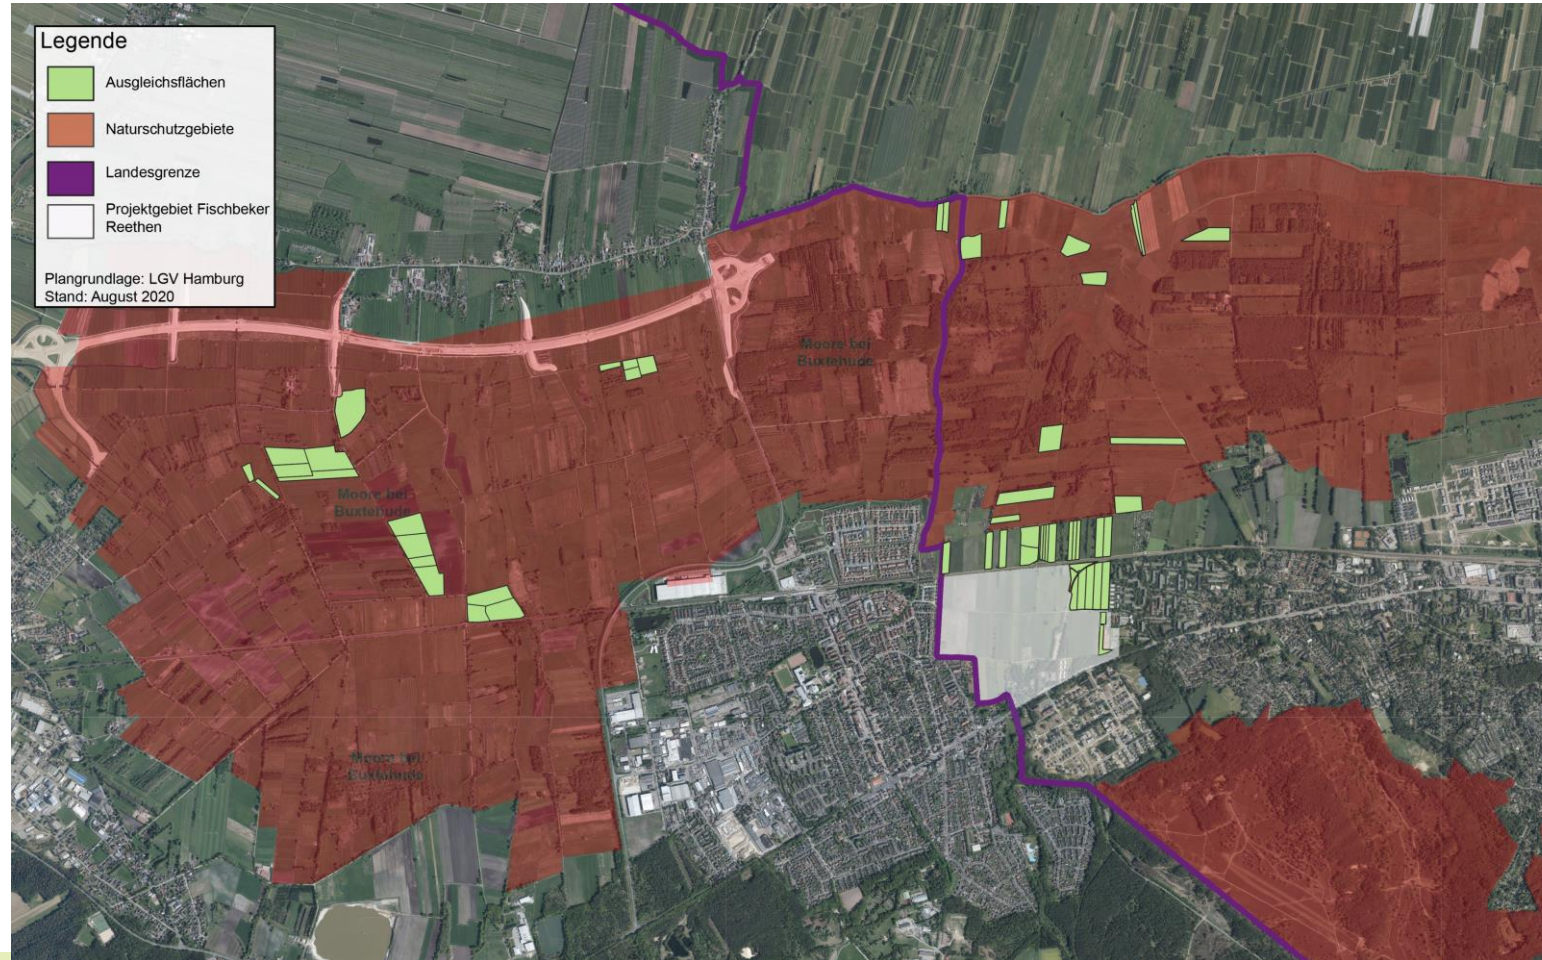 Legende
Ausgleichsflächen
Naturschutzgebiete
Landesgrenze
Projektgebiet Fischbeker
Reethen
Plangrundlage: LGV Hamburg
Stand: August 2020
Moore bei
Buxtehude
Moore bei
Buxtehude
Moore bei
Buxtehude